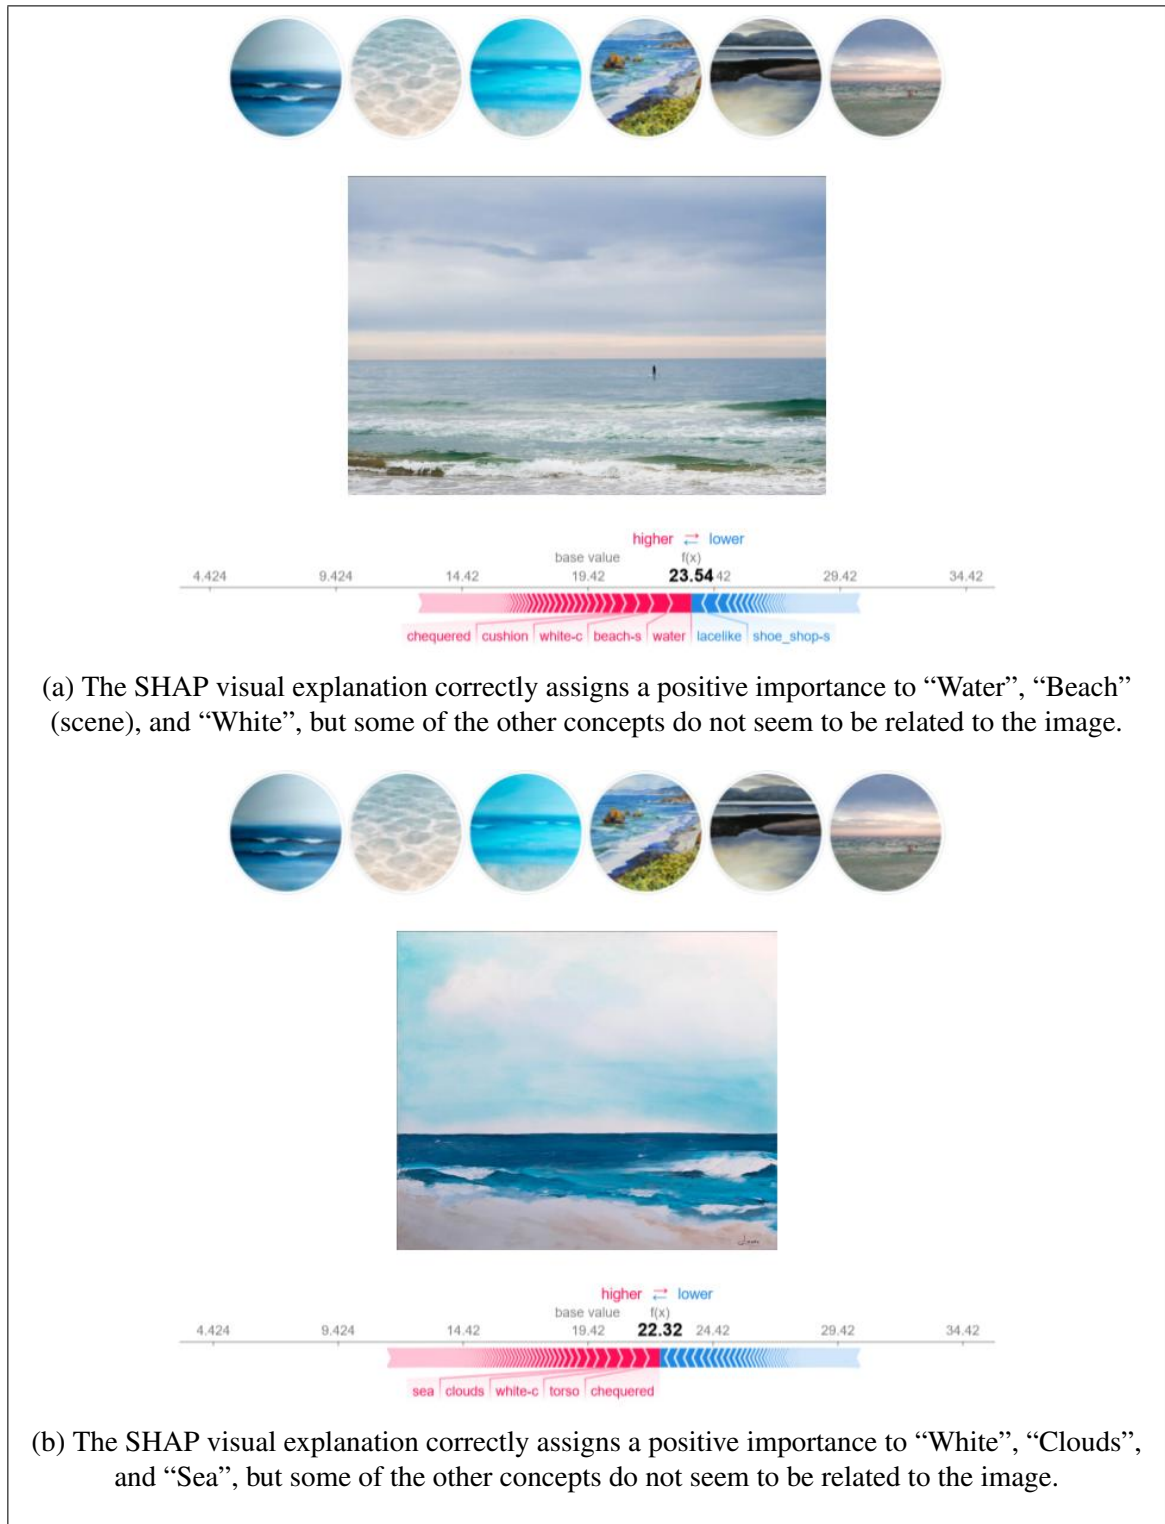 higher lower
base value f(x)
4.424 9.424 14.42 19.42 23.54 42 29.42 34.42
chequered cushion white-c beach-s water lacelike shoe_shop-s
(a) The SHAP visual explanation correctly assigns a positive importance to “Water”, “Beach”
(scene), and “White”, but some of the other concepts do not seem to be related to the image.
higher lower
base value f(x)
4.424 9.424 14.42 19.42 22.32 24.42 29.42 34.42
sea clouds white-c torso chequered
(b) The SHAP visual explanation correctly assigns a positive importance to “White”, “Clouds”,
and “Sea”, but some of the other concepts do not seem to be related to the image.